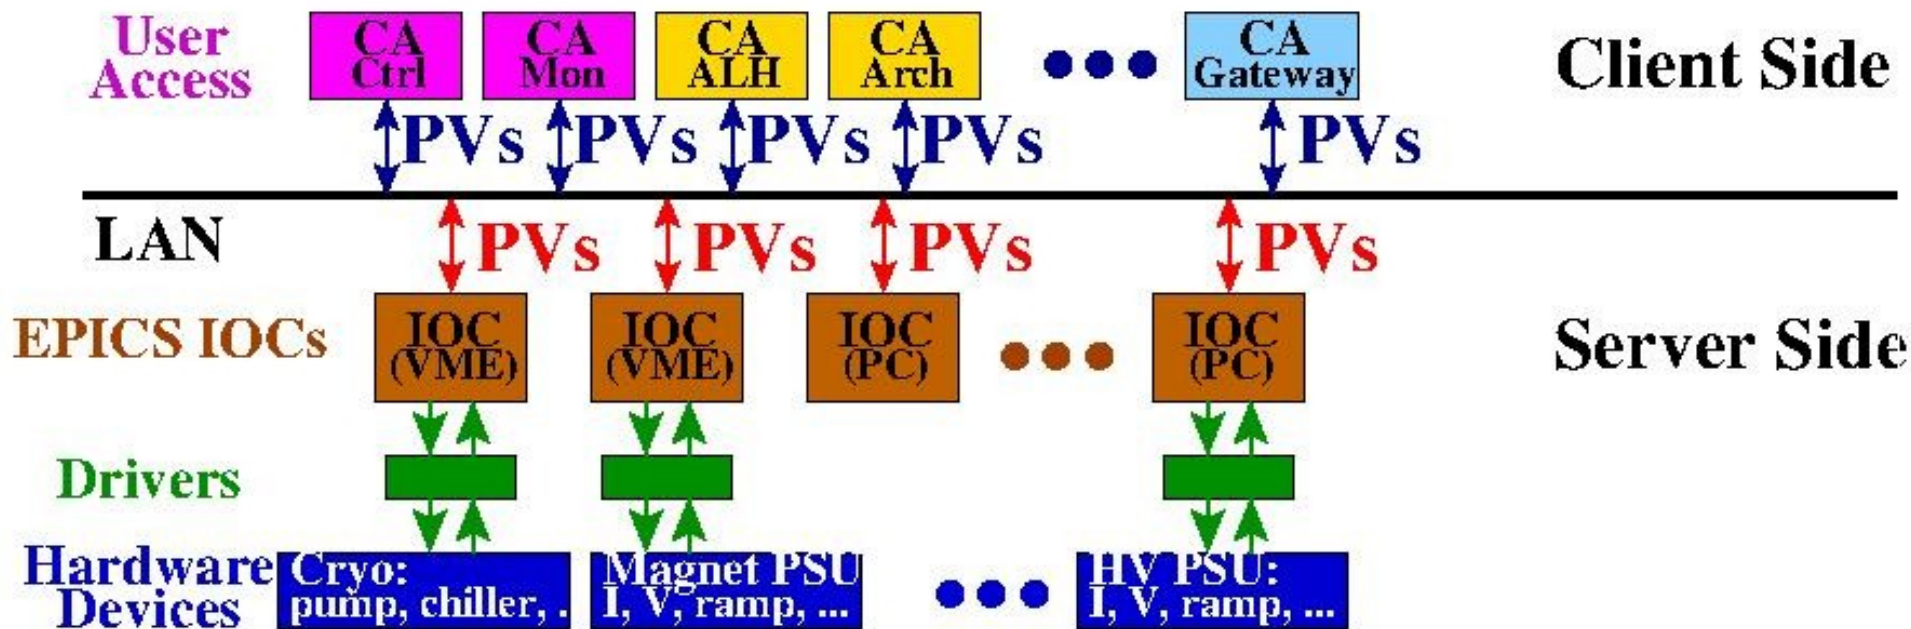 User Access
CA Ctrl
CA Mon
CA ALH
CA Arch
CA Gateway
Client Side
PVs PVs PVs PVs PVs
LAN
PVs PVs PVs PVs
EPICS IOCs
IOC (VME)
IOC (VME)
IOC (PC)
IOC (PC)
Server Side
Drivers
Hardware Devices
Cryo:
pump, chiller, .
Magnet PSU
I, V, ramp, ...
HV PSU:
I, V, ramp, ...